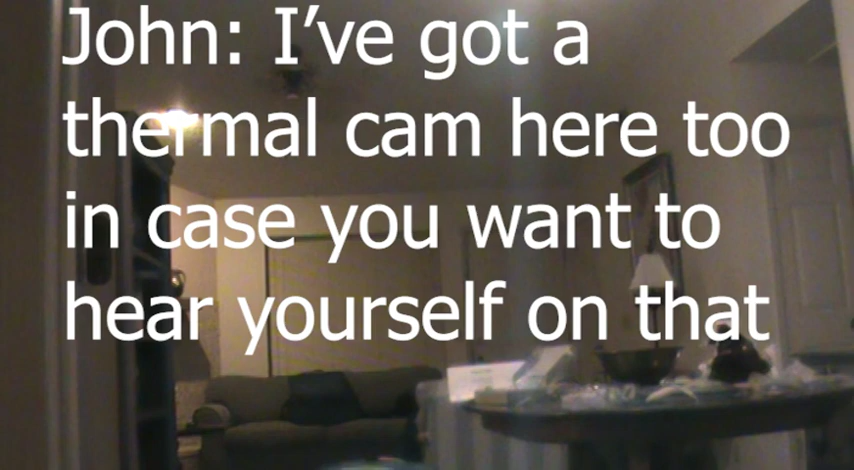 John: I’ve got a
thermal cam here too
in case you want to
hear yourself on that